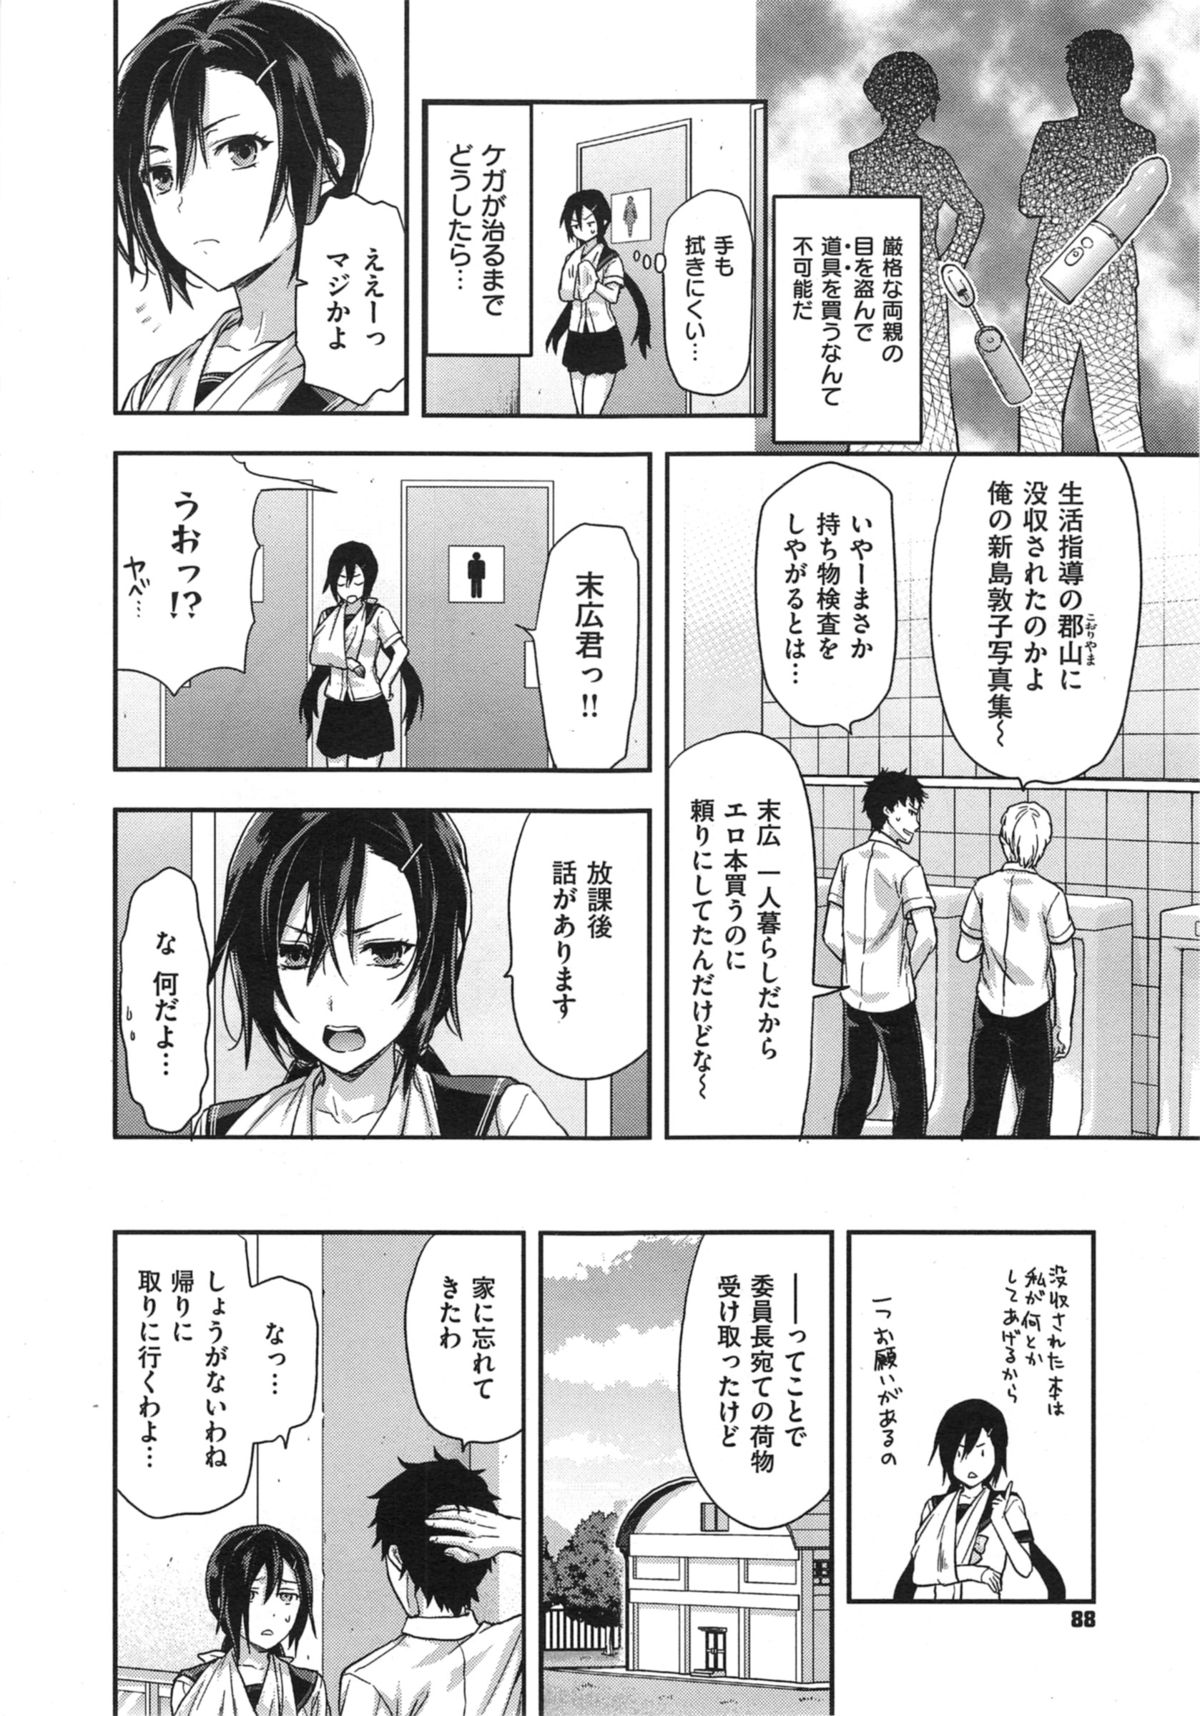 厳格な両親の
目を盗んで
道具を買うなんて
不可能だ
手も
拭きにくい…
ケガが治るまで
どうしたら…
ええーっ
マジかよ
生活指導の郡山に
こおりやま
没収されたのかよ
俺の新島敦子写真集〜
いやーまさか
持ち物検査を
しやがるとは…
末広 一人暮らしだから
エロ本買うのに
頼りにしてたんだけどな〜
末広君っ!!
うおっ!?
ヤベ…
放課後
話があります
な 何だよ…
没収された本は
私が何とか
してあげるから
一つお願いがあるの
――ってことで
委員長宛ての荷物
受け取ったけど
家に忘れて
きたわ
なっ…
しょうがないわね
帰りに
取りに行くわよ…
88